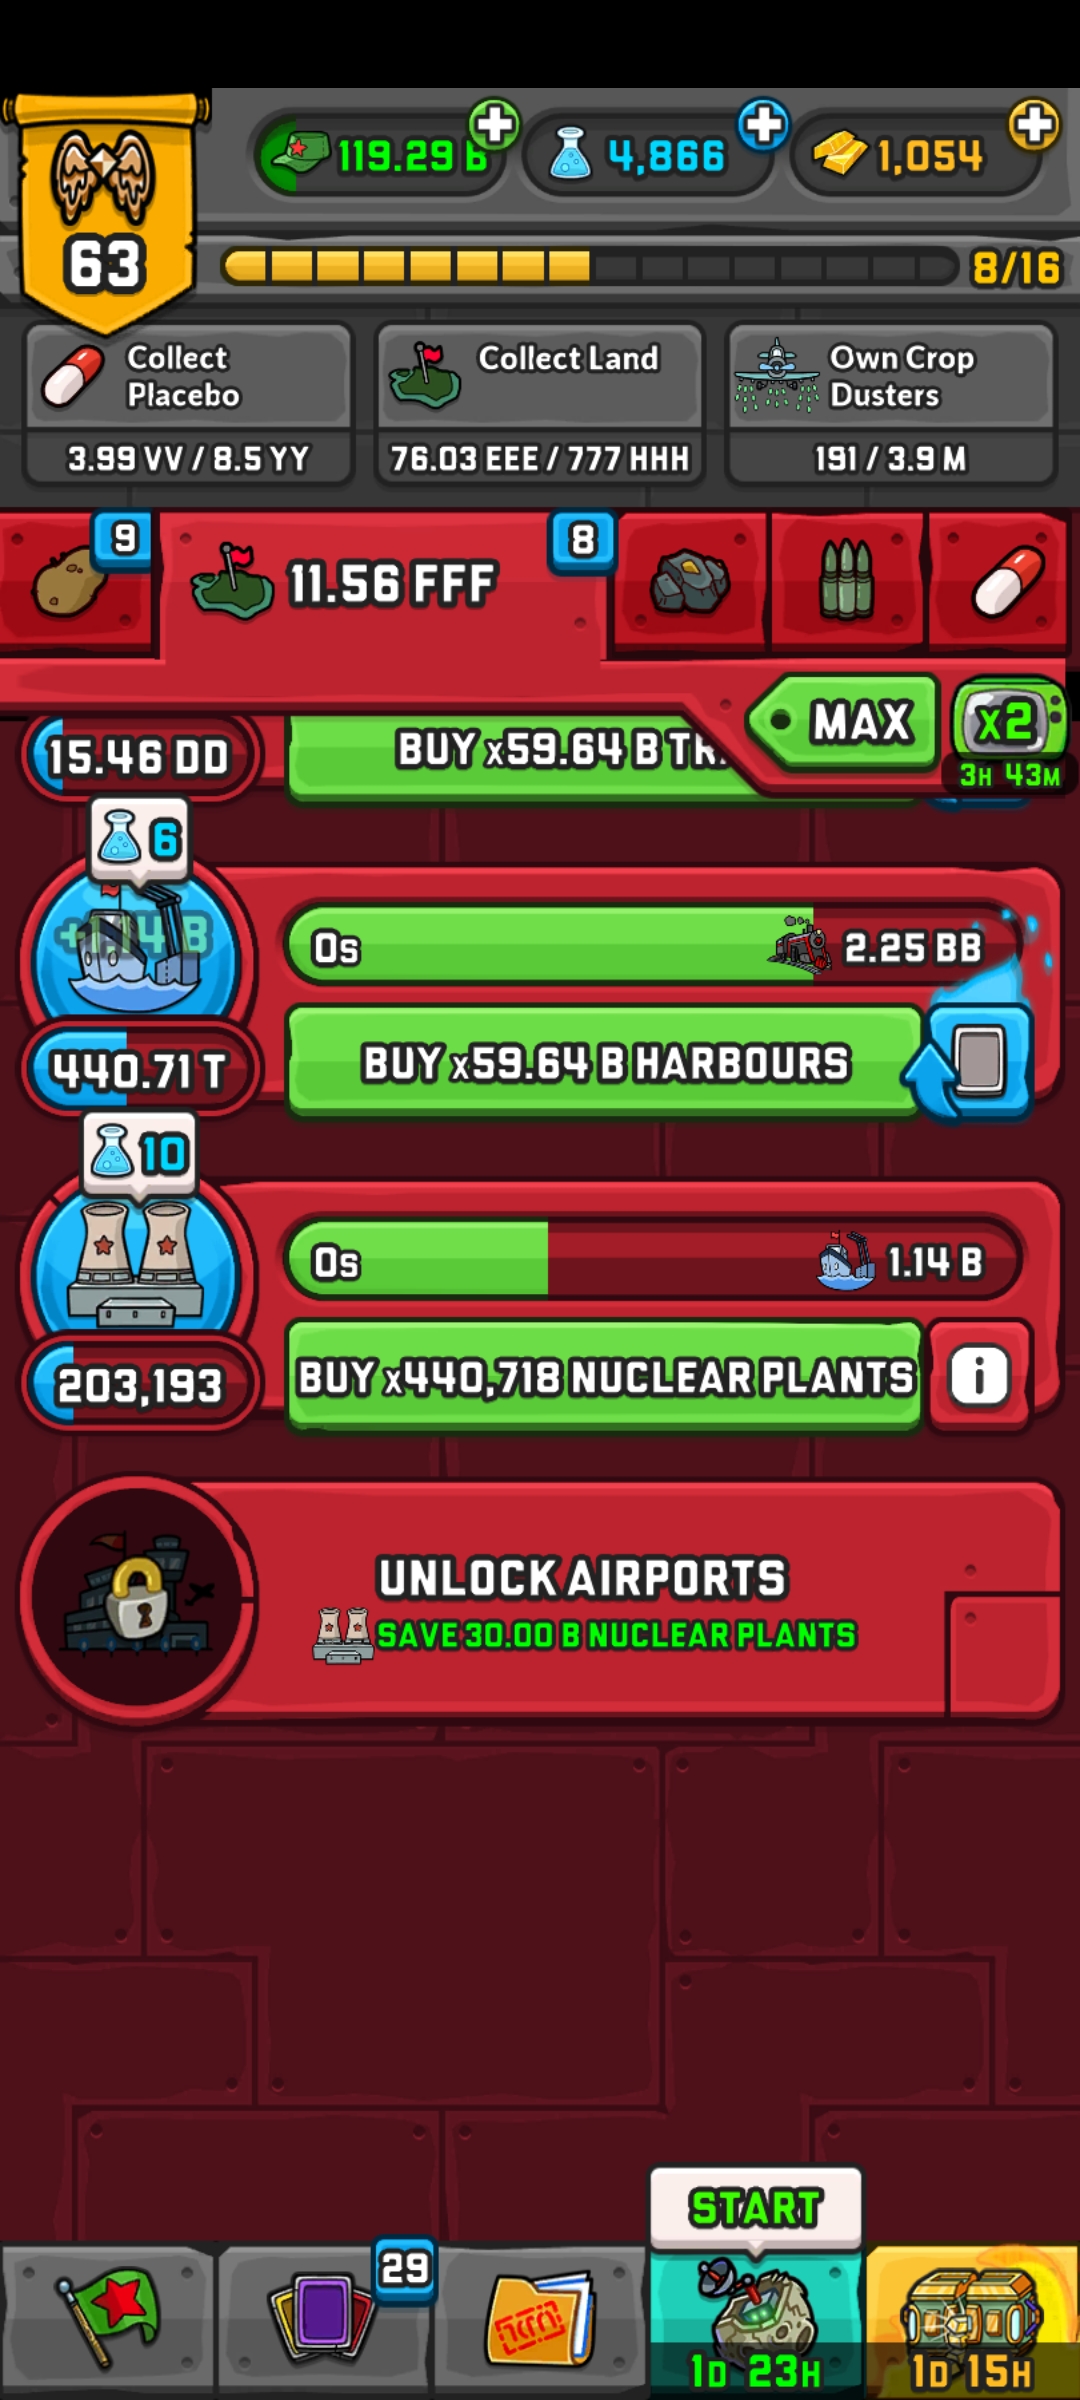 119.29 B
4,866
1,054
63
8/16
Collect
Placebo
3.99 VV / 8.5 YY
Collect Land
76.03 EEE / 777 HHH
Own Crop
Dusters
191 / 3.9 M
9
11.56 FFF
8
MAX
x2
3H 43M
15.46 DD
BUY x59.64 B
6
+1.14 B
0s
2.25 BB
440.71 T
BUY x59.64 B HARBOURS
10
0s
1.14 B
203,193
BUY x440,718 NUCLEAR PLANTS
i
UNLOCK AIRPORTS
SAVE 30.00 B NUCLEAR PLANTS
START
29
1D 23H
1D 15H